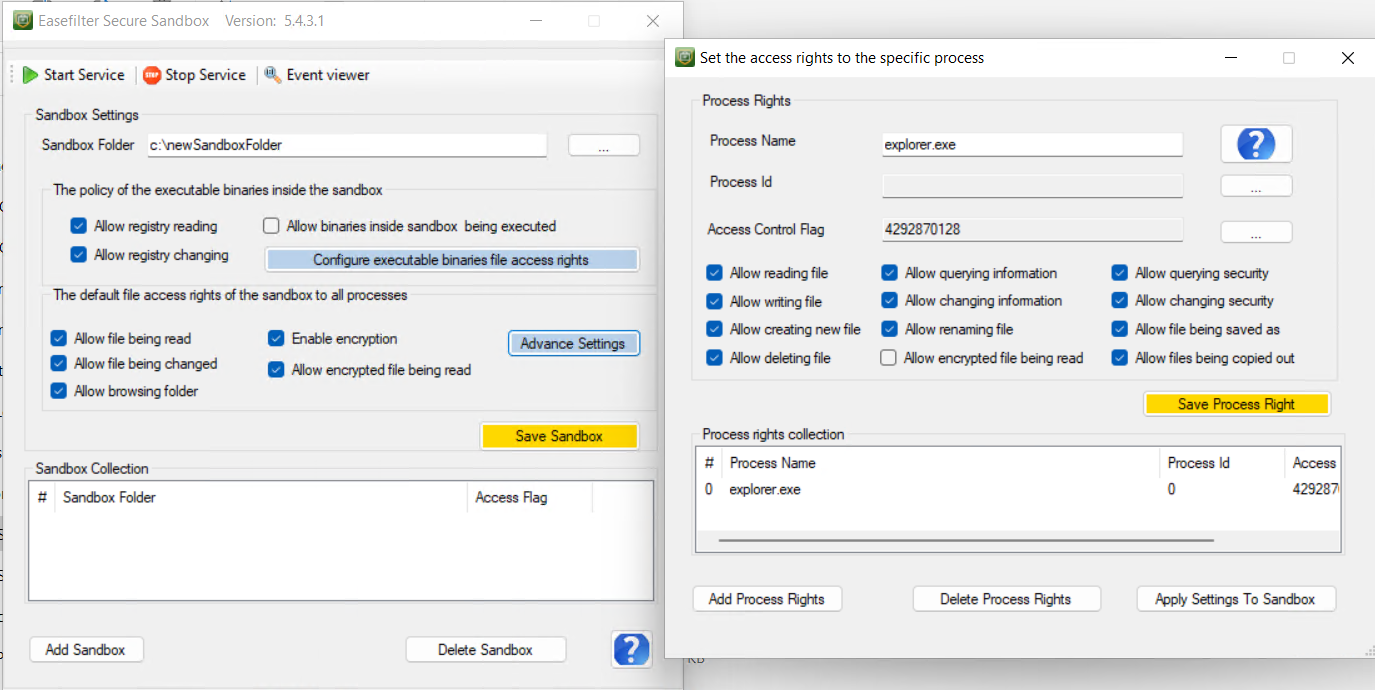 Easefilter Secure Sandbox Version: 5.4.3.1
Start Service STOP Stop Service Event viewer
Sandbox Settings
Sandbox Folder c:\newSandboxFolder ...
The policy of the executable binaries inside the sandbox
Allow registry reading Allow binaries inside sandbox being executed
Allow registry changing Configure executable binaries file access rights
The default file access rights of the sandbox to all processes
Allow file being read Enable encryption Advance Settings
Allow file being changed Allow encrypted file being read
Allow browsing folder
Save Sandbox
Sandbox Collection
# Sandbox Folder Access Flag
Add Sandbox Delete Sandbox ?
Set the access rights to the specific process
Process Rights
Process Name explorer.exe ?
Process Id ...
Access Control Flag 4292870128 ...
Allow reading file Allow querying information Allow querying security
Allow writing file Allow changing information Allow changing security
Allow creating new file Allow renaming file Allow file being saved as
Allow deleting file Allow encrypted file being read Allow files being copied out
Save Process Right
Process rights collection
# Process Name Process Id Access
0 explorer.exe 0 429287
Add Process Rights Delete Process Rights Apply Settings To Sandbox